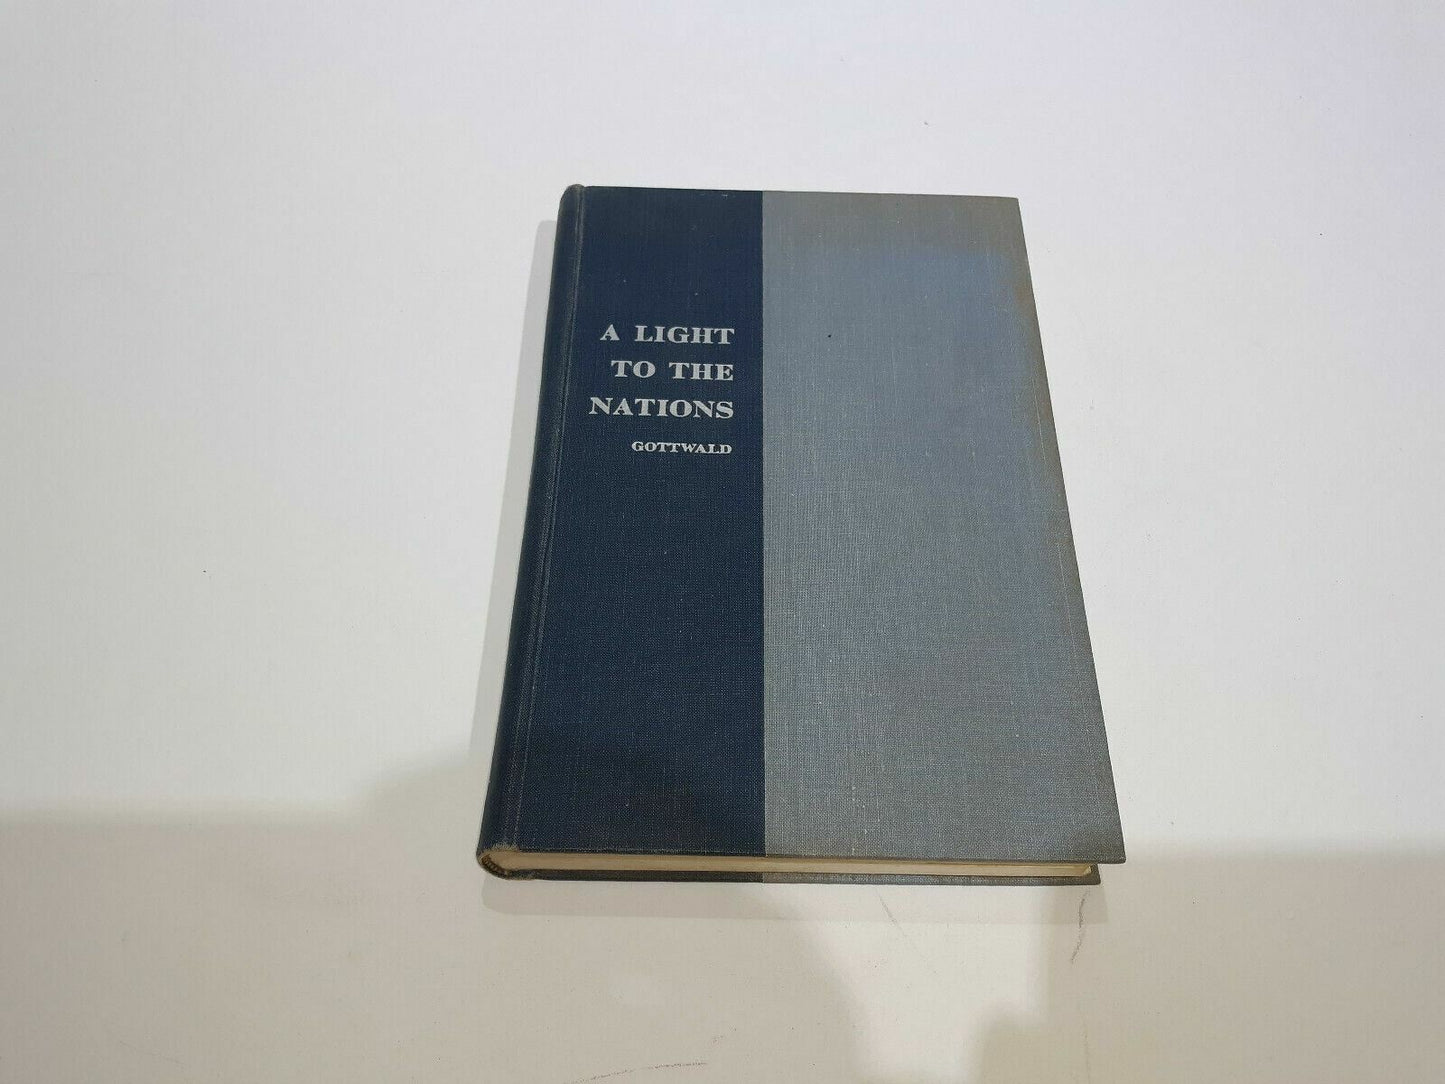 A LIGHT
TO THE
NATIONS
GOTTWALD